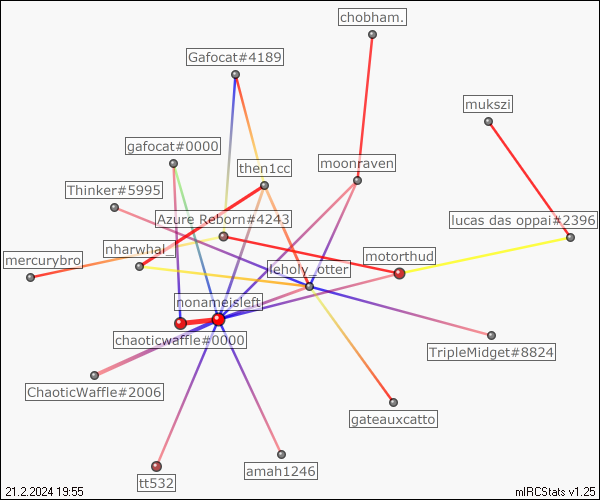 chobham.
Gafocat#4189
mukszi
gafocat#0000
then1cc
moonraven
Thinker#5995
Azure Reborn#4243
lucas das oppai#2396
nharwhal_
mercurybro
motorthud
leholy_otter
nonameisleft
chaoticwaffle#0000
TripleMidget#8824
ChaoticWaffle#2006
gateauxcatto
amah1246
tt532
21.2.2024 19:55
mIRCStats v1.25